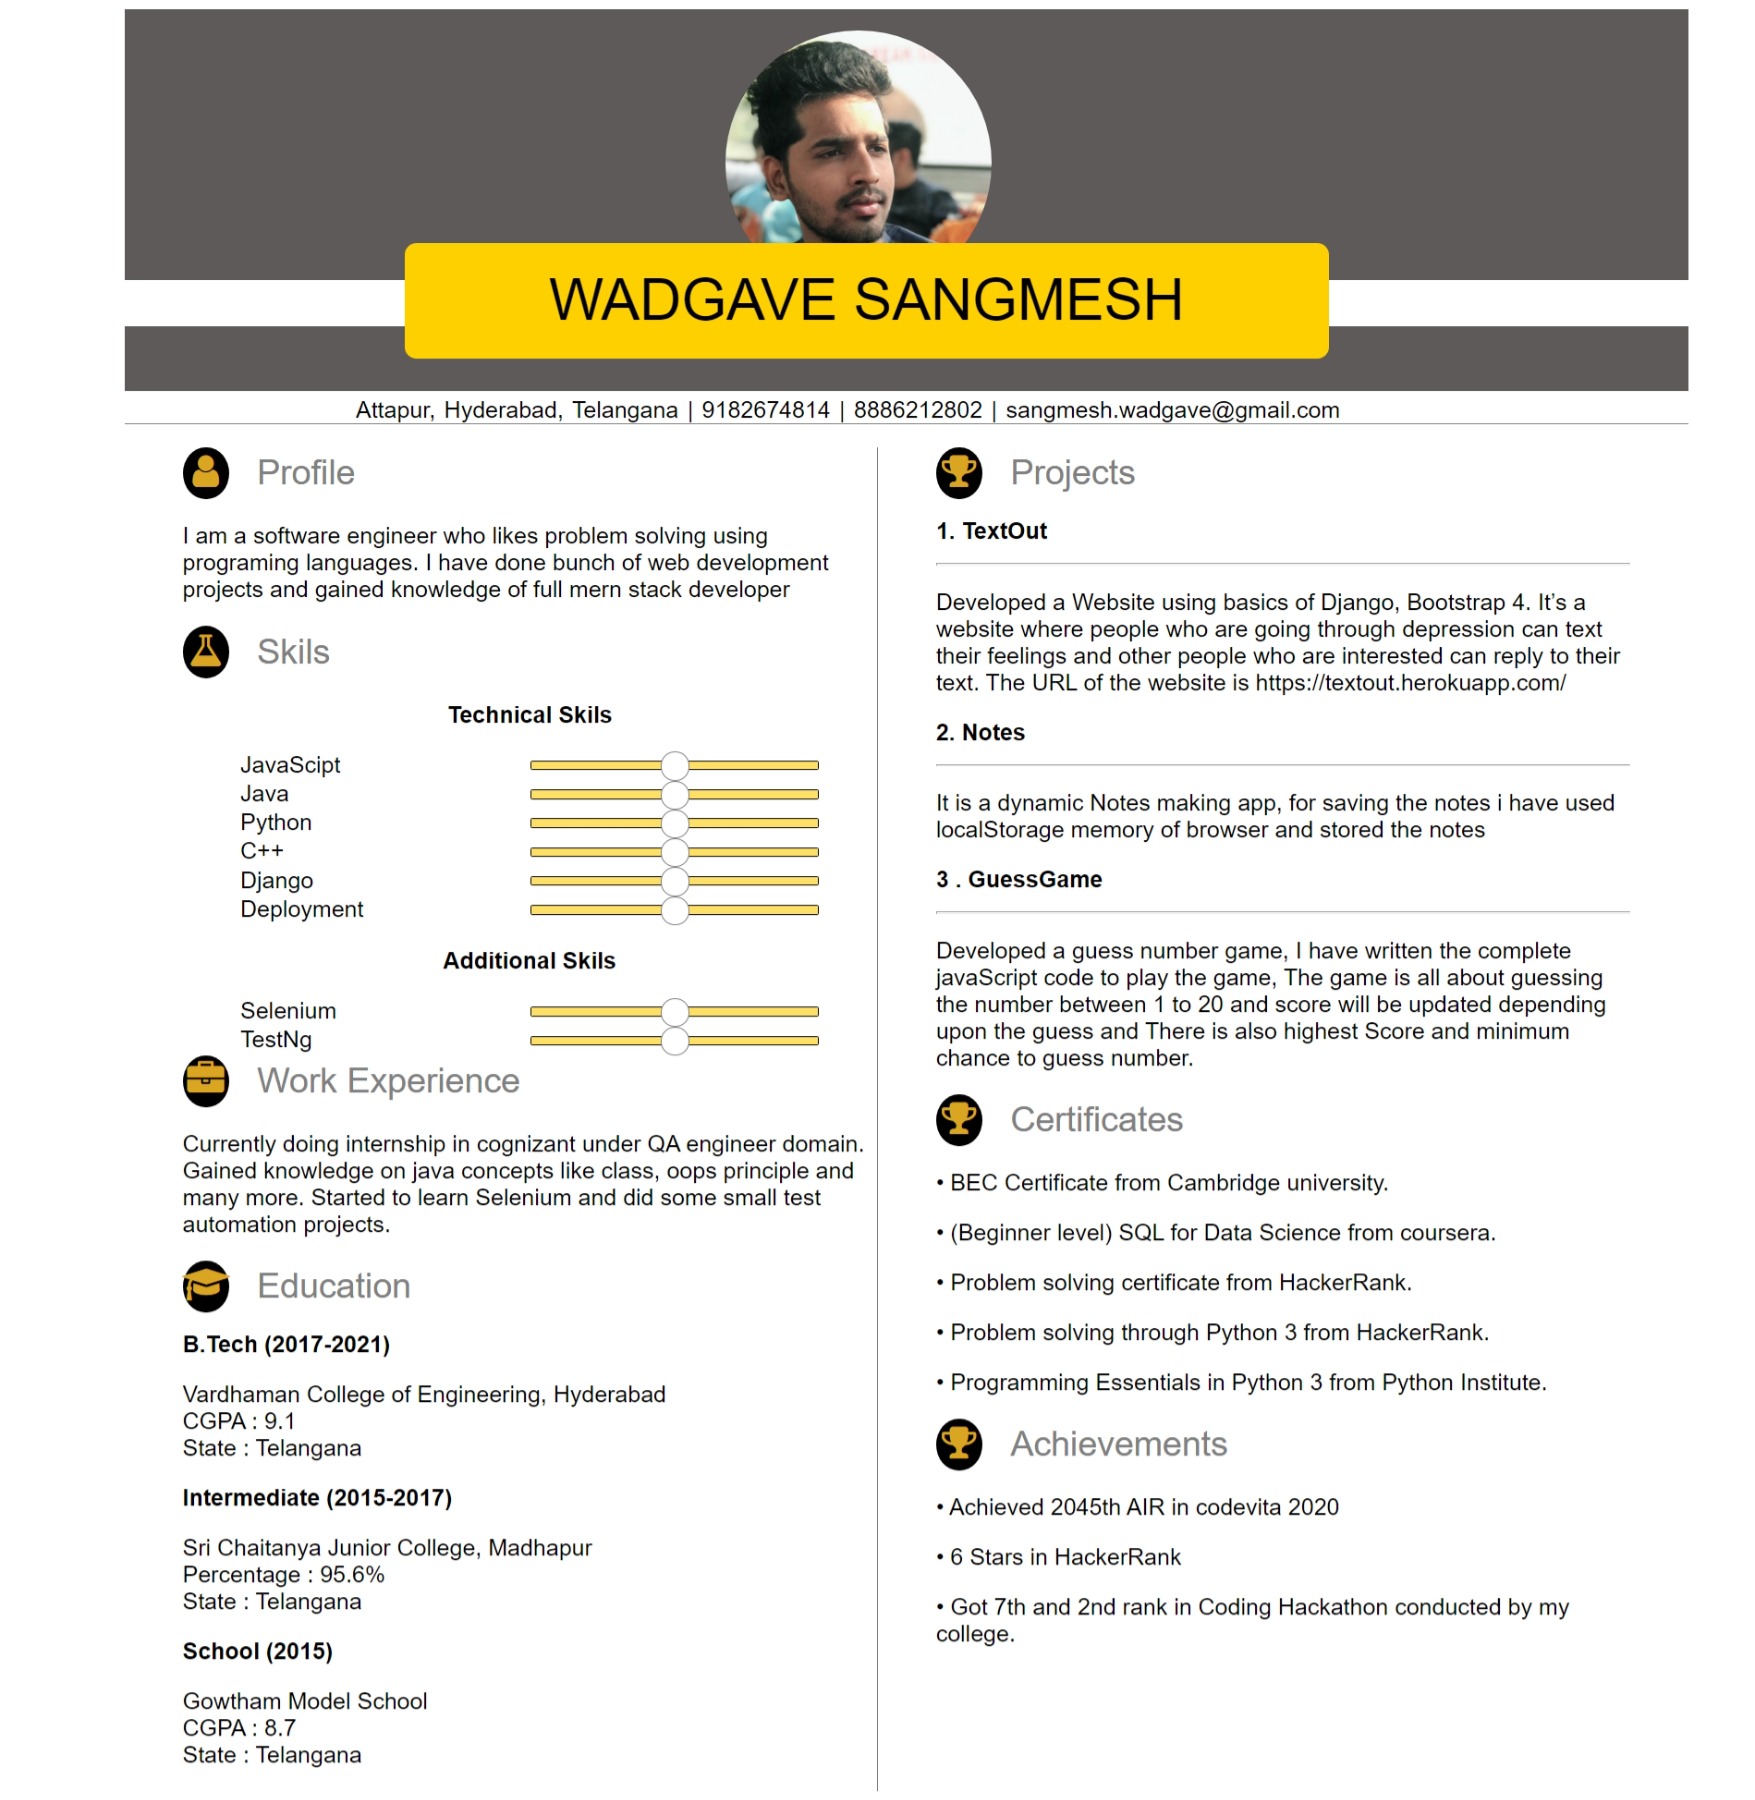 WADGAVE SANGMESH
Attapur, Hyderabad, Telangana | 9182674814 | 8886212802 | sangmesh.wadgave@gmail.com
Profile
I am a software engineer who likes problem solving using
programing languages. I have done bunch of web development
projects and gained knowledge of full mern stack developer
Skils
Technical Skils
JavaScipt
Java
Python
C++
Django
Deployment
Additional Skils
Selenium
TestNg
Work Experience
Currently doing internship in cognizant under QA engineer domain.
Gained knowledge on java concepts like class, oops principle and
many more. Started to learn Selenium and did some small test
automation projects.
Education
B.Tech (2017-2021)
Vardhaman College of Engineering, Hyderabad
CGPA : 9.1
State : Telangana
Intermediate (2015-2017)
Sri Chaitanya Junior College, Madhapur
Percentage : 95.6%
State : Telangana
School (2015)
Gowtham Model School
CGPA : 8.7
State : Telangana
Projects
1. TextOut
Developed a Website using basics of Django, Bootstrap 4. It’s a
website where people who are going through depression can text
their feelings and other people who are interested can reply to their
text. The URL of the website is https://textout.herokuapp.com/
2. Notes
It is a dynamic Notes making app, for saving the notes i have used
localStorage memory of browser and stored the notes
3 . GuessGame
Developed a guess number game, I have written the complete
javaScript code to play the game, The game is all about guessing
the number between 1 to 20 and score will be updated depending
upon the guess and There is also highest Score and minimum
chance to guess number.
Certificates
• BEC Certificate from Cambridge university.
• (Beginner level) SQL for Data Science from coursera.
• Problem solving certificate from HackerRank.
• Problem solving through Python 3 from HackerRank.
• Programming Essentials in Python 3 from Python Institute.
Achievements
• Achieved 2045th AIR in codevita 2020
• 6 Stars in HackerRank
• Got 7th and 2nd rank in Coding Hackathon conducted by my
college.